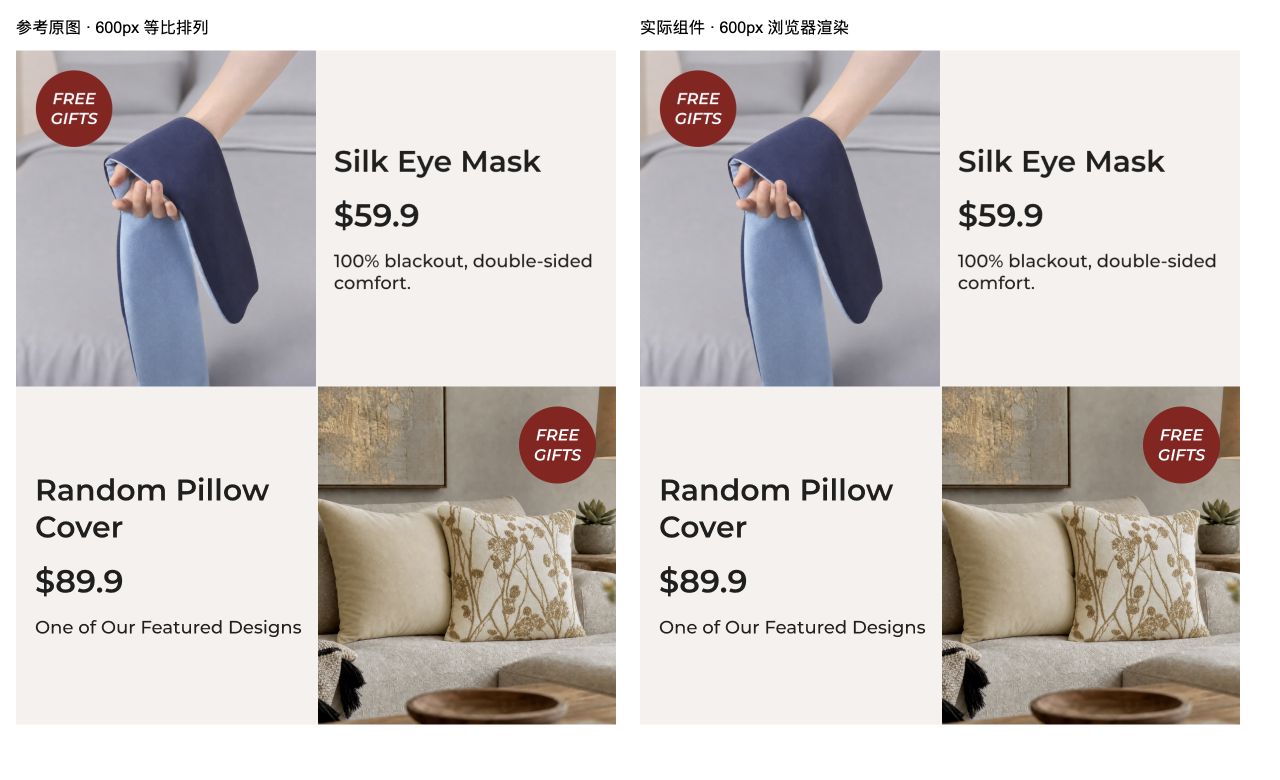 参考原图 · 600px 等比排列
FREE
GIFTS
Silk Eye Mask
$59.9
100% blackout, double-sided
comfort.
Random Pillow
Cover
$89.9
One of Our Featured Designs
FREE
GIFTS
实际组件 · 600px 浏览器渲染
FREE
GIFTS
Silk Eye Mask
$59.9
100% blackout, double-sided
comfort.
Random Pillow
Cover
$89.9
One of Our Featured Designs
FREE
GIFTS